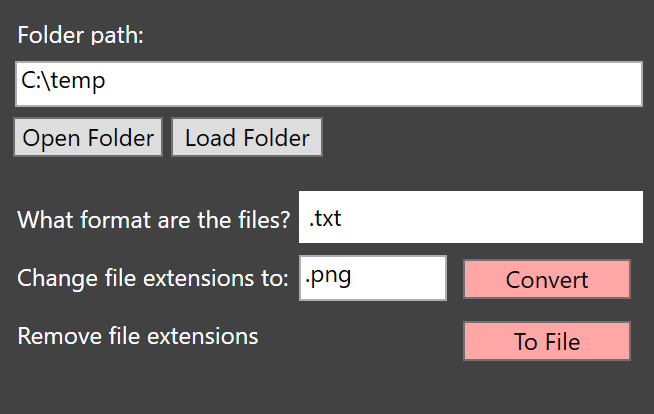 Folder path:
C:\temp
Open Folder Load Folder
What format are the files? .txt
Change file extensions to: .png Convert
Remove file extensions To File